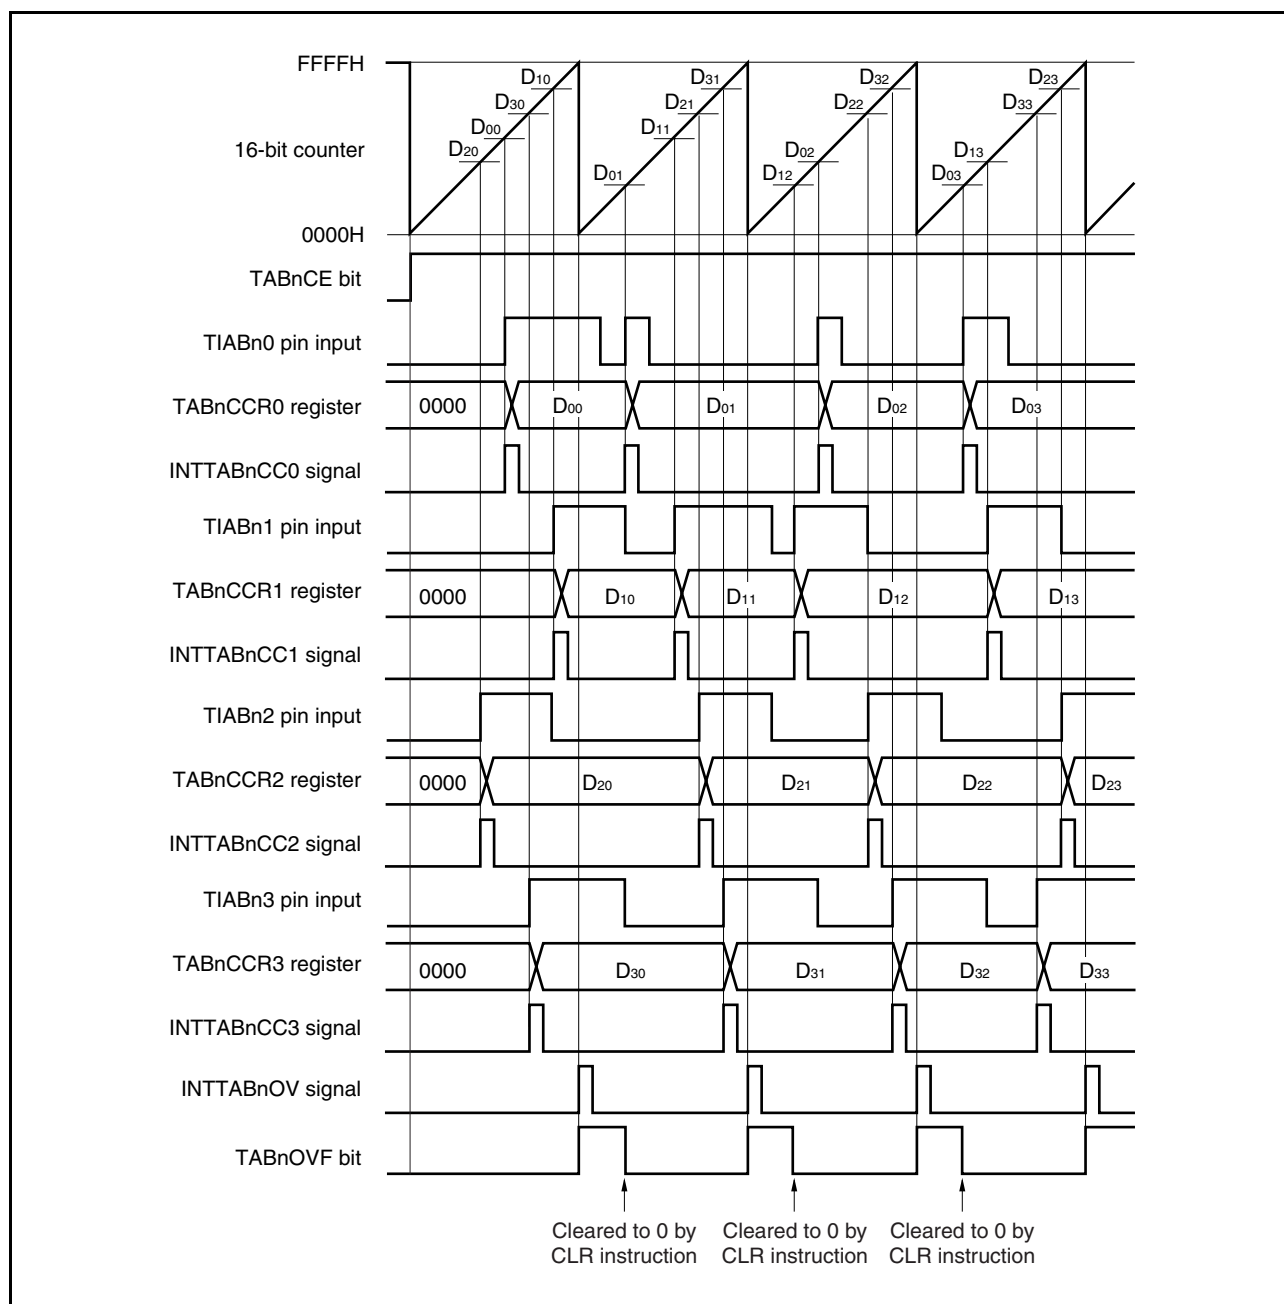 FFFFH
16-bit counter
0000H
D20
D00
D30
D10
D01
D11
D21
D31
D12
D02
D22
D32
D03
D13
D33
D23
TABnCE bit
TIABn0 pin input
TABnCCR0 register
0000 D00 D01 D02 D03
INTTABnCC0 signal
TIABn1 pin input
TABnCCR1 register
0000 D10 D11 D12 D13
INTTABnCC1 signal
TIABn2 pin input
TABnCCR2 register
0000 D20 D21 D22 D23
INTTABnCC2 signal
TIABn3 pin input
TABnCCR3 register
0000 D30 D31 D32 D33
INTTABnCC3 signal
INTTABnOV signal
TABnOVF bit
Cleared to 0 by
CLR instruction
Cleared to 0 by
CLR instruction
Cleared to 0 by
CLR instruction